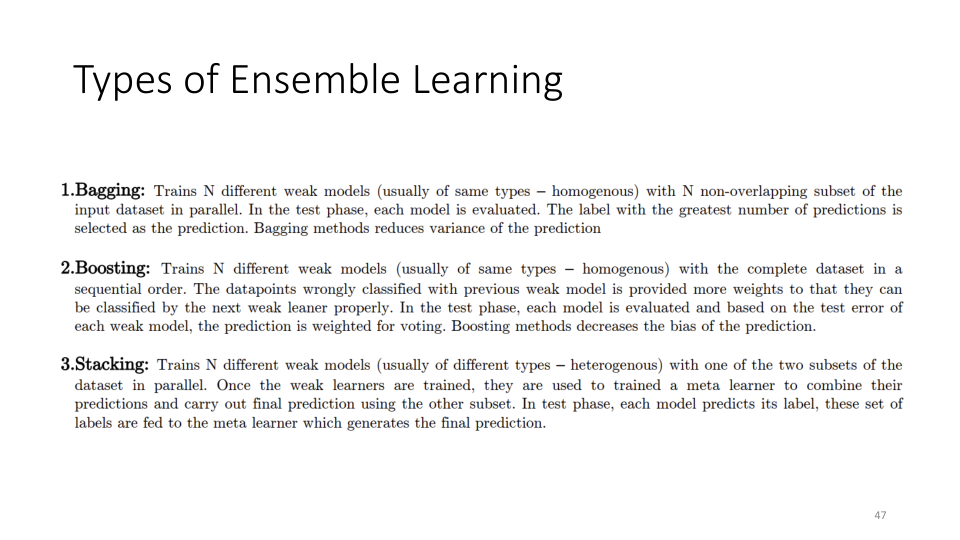 Types of Ensemble Learning
1.Bagging: Trains N different weak models (usually of same types – homogenous) with N non-overlapping subset of the
input dataset in parallel. In the test phase, each model is evaluated. The label with the greatest number of predictions is
selected as the prediction. Bagging methods reduces variance of the prediction
2.Boosting: Trains N different weak models (usually of same types – homogenous) with the complete dataset in a
sequential order. The datapoints wrongly classified with previous weak model is provided more weights to that they can
be classified by the next weak leaner properly. In the test phase, each model is evaluated and based on the test error of
each weak model, the prediction is weighted for voting. Boosting methods decreases the bias of the prediction.
3.Stacking: Trains N different weak models (usually of different types – heterogenous) with one of the two subsets of the
dataset in parallel. Once the weak learners are trained, they are used to trained a meta learner to combine their
predictions and carry out final prediction using the other subset. In test phase, each model predicts its label, these set of
labels are fed to the meta learner which generates the final prediction.
47